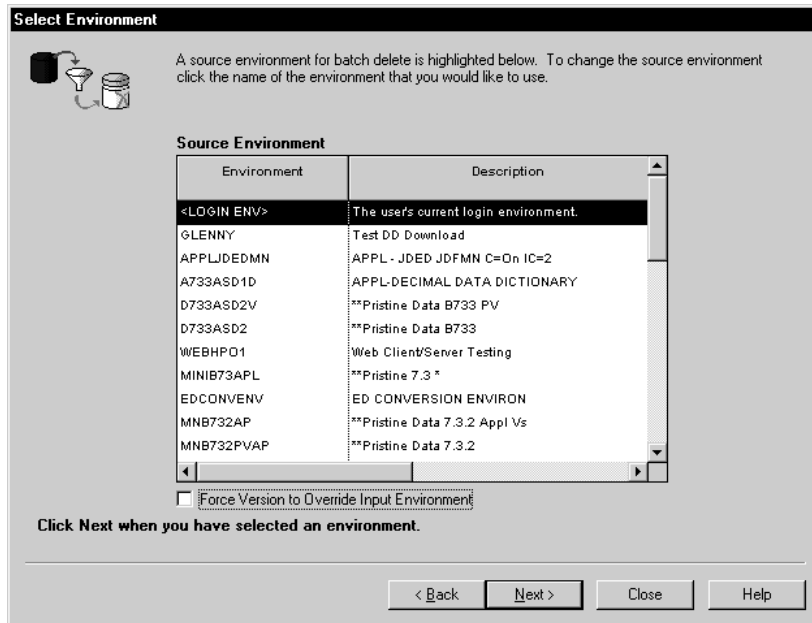 Select Environment
A source environment for batch delete is highlighted below. To change the source environment
click the name of the environment that you would like to use.
Source Environment
Environment Description
<LOGIN ENV> The user's current login environment.
GLENNY Test DD Download
APPLJDEDMN APPL - JDED JDFMN C=On IC=2
A733ASD1D APPL-DECIMAL DATA DICTIONARY
D733ASD2V **Pristine Data B733 PV
D733ASD2 **Pristine Data B733
WEBHPO1 Web Client/Server Testing
MINIB73APL **Pristine 7.3 *
EDCONVENV ED CONVERSION ENVIRON
MNB732AP **Pristine Data 7.3.2 Appl Vs
MNB732PVAP **Pristine Data 7.3.2
Force Version to Override Input Environment
Click Next when you have selected an environment.
< Back Next > Close Help